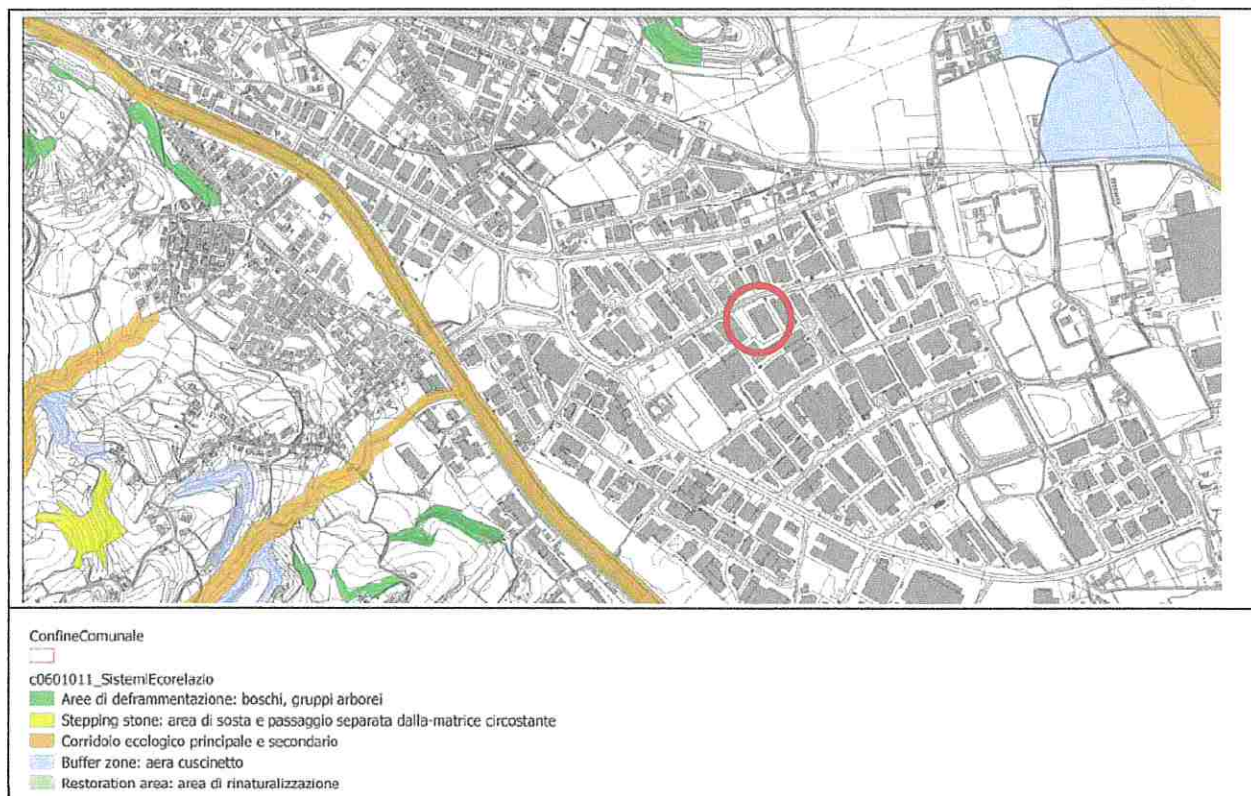 ConfineComunale
c0601011_SistemiEcorelazio
Aree di deframmentazione: boschi, gruppi arborei
Stepping stone: area di sosta e passaggio separata dalla-matrice circostante
Corridoio ecologico principale e secondario
Buffer zone: aera cuscinetto
Restoration area: area di rinaturalizzazione